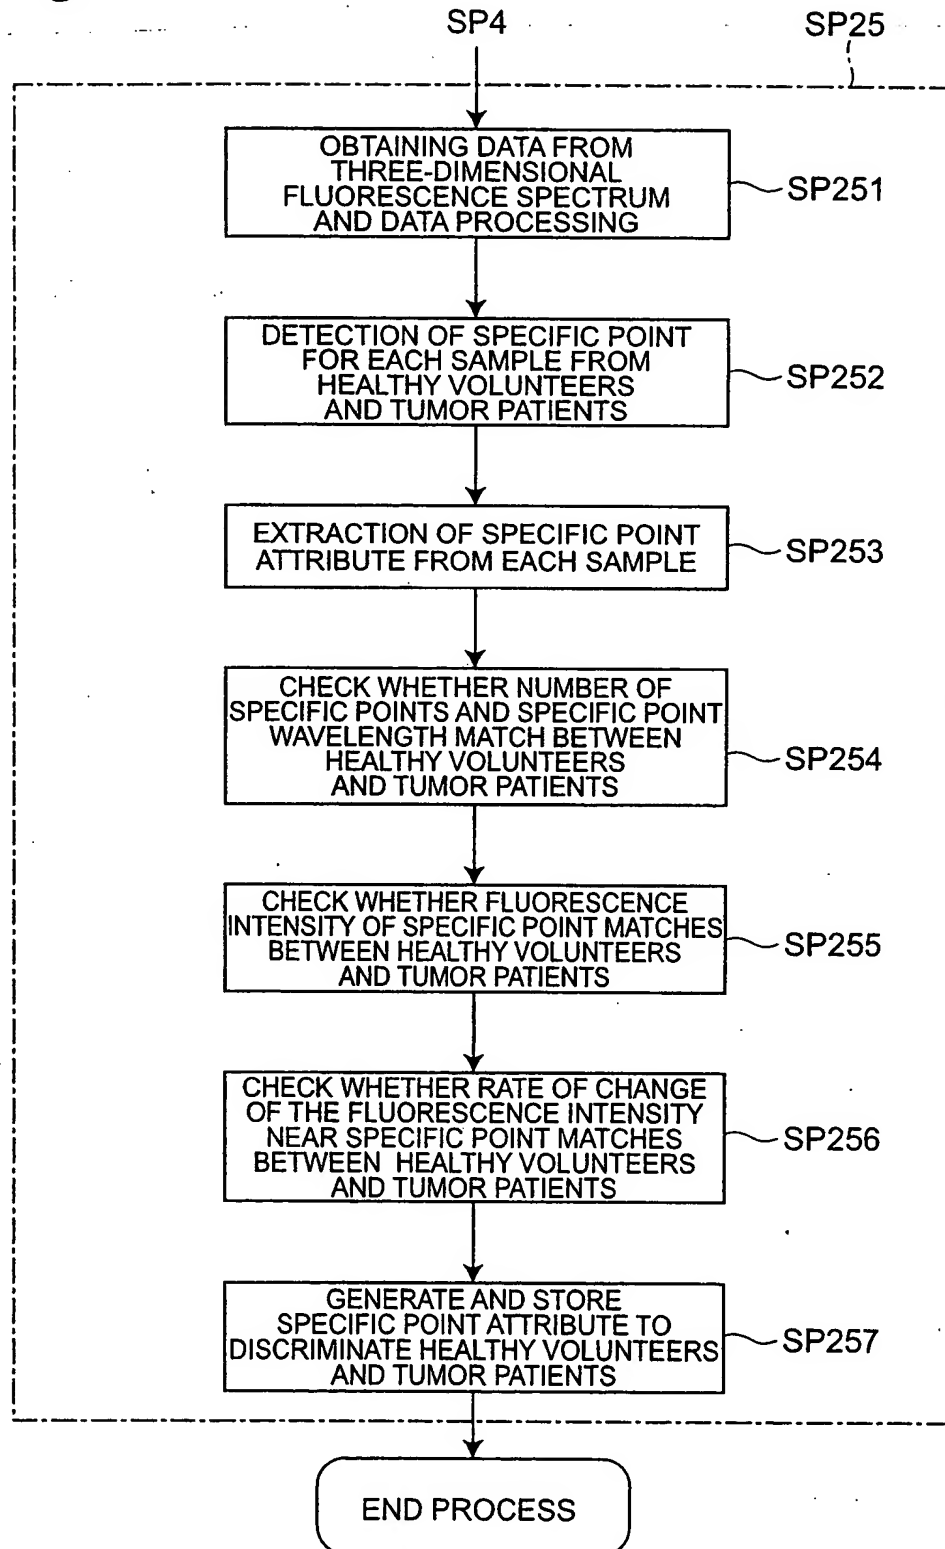 SP4
SP25
OBTAINING DATA FROM
THREE-DIMENSIONAL
FLUORESCENCE SPECTRUM
AND DATA PROCESSING
SP251
DETECTION OF SPECIFIC POINT
FOR EACH SAMPLE FROM
HEALTHY VOLUNTEERS
AND TUMOR PATIENTS
SP252
EXTRACTION OF SPECIFIC POINT
ATTRIBUTE FROM EACH SAMPLE
SP253
CHECK WHETHER NUMBER OF
SPECIFIC POINTS AND SPECIFIC POINT
WAVELENGTH MATCH BETWEEN
HEALTHY VOLUNTEERS
AND TUMOR PATIENTS
SP254
CHECK WHETHER FLUORESCENCE
INTENSITY OF SPECIFIC POINT MATCHES
BETWEEN HEALTHY VOLUNTEERS
AND TUMOR PATIENTS
SP255
CHECK WHETHER RATE OF CHANGE
OF THE FLUORESCENCE INTENSITY
NEAR SPECIFIC POINT MATCHES
BETWEEN HEALTHY VOLUNTEERS
AND TUMOR PATIENTS
SP256
GENERATE AND STORE
SPECIFIC POINT ATTRIBUTE TO
DISCRIMINATE HEALTHY VOLUNTEERS
AND TUMOR PATIENTS
SP257
END PROCESS